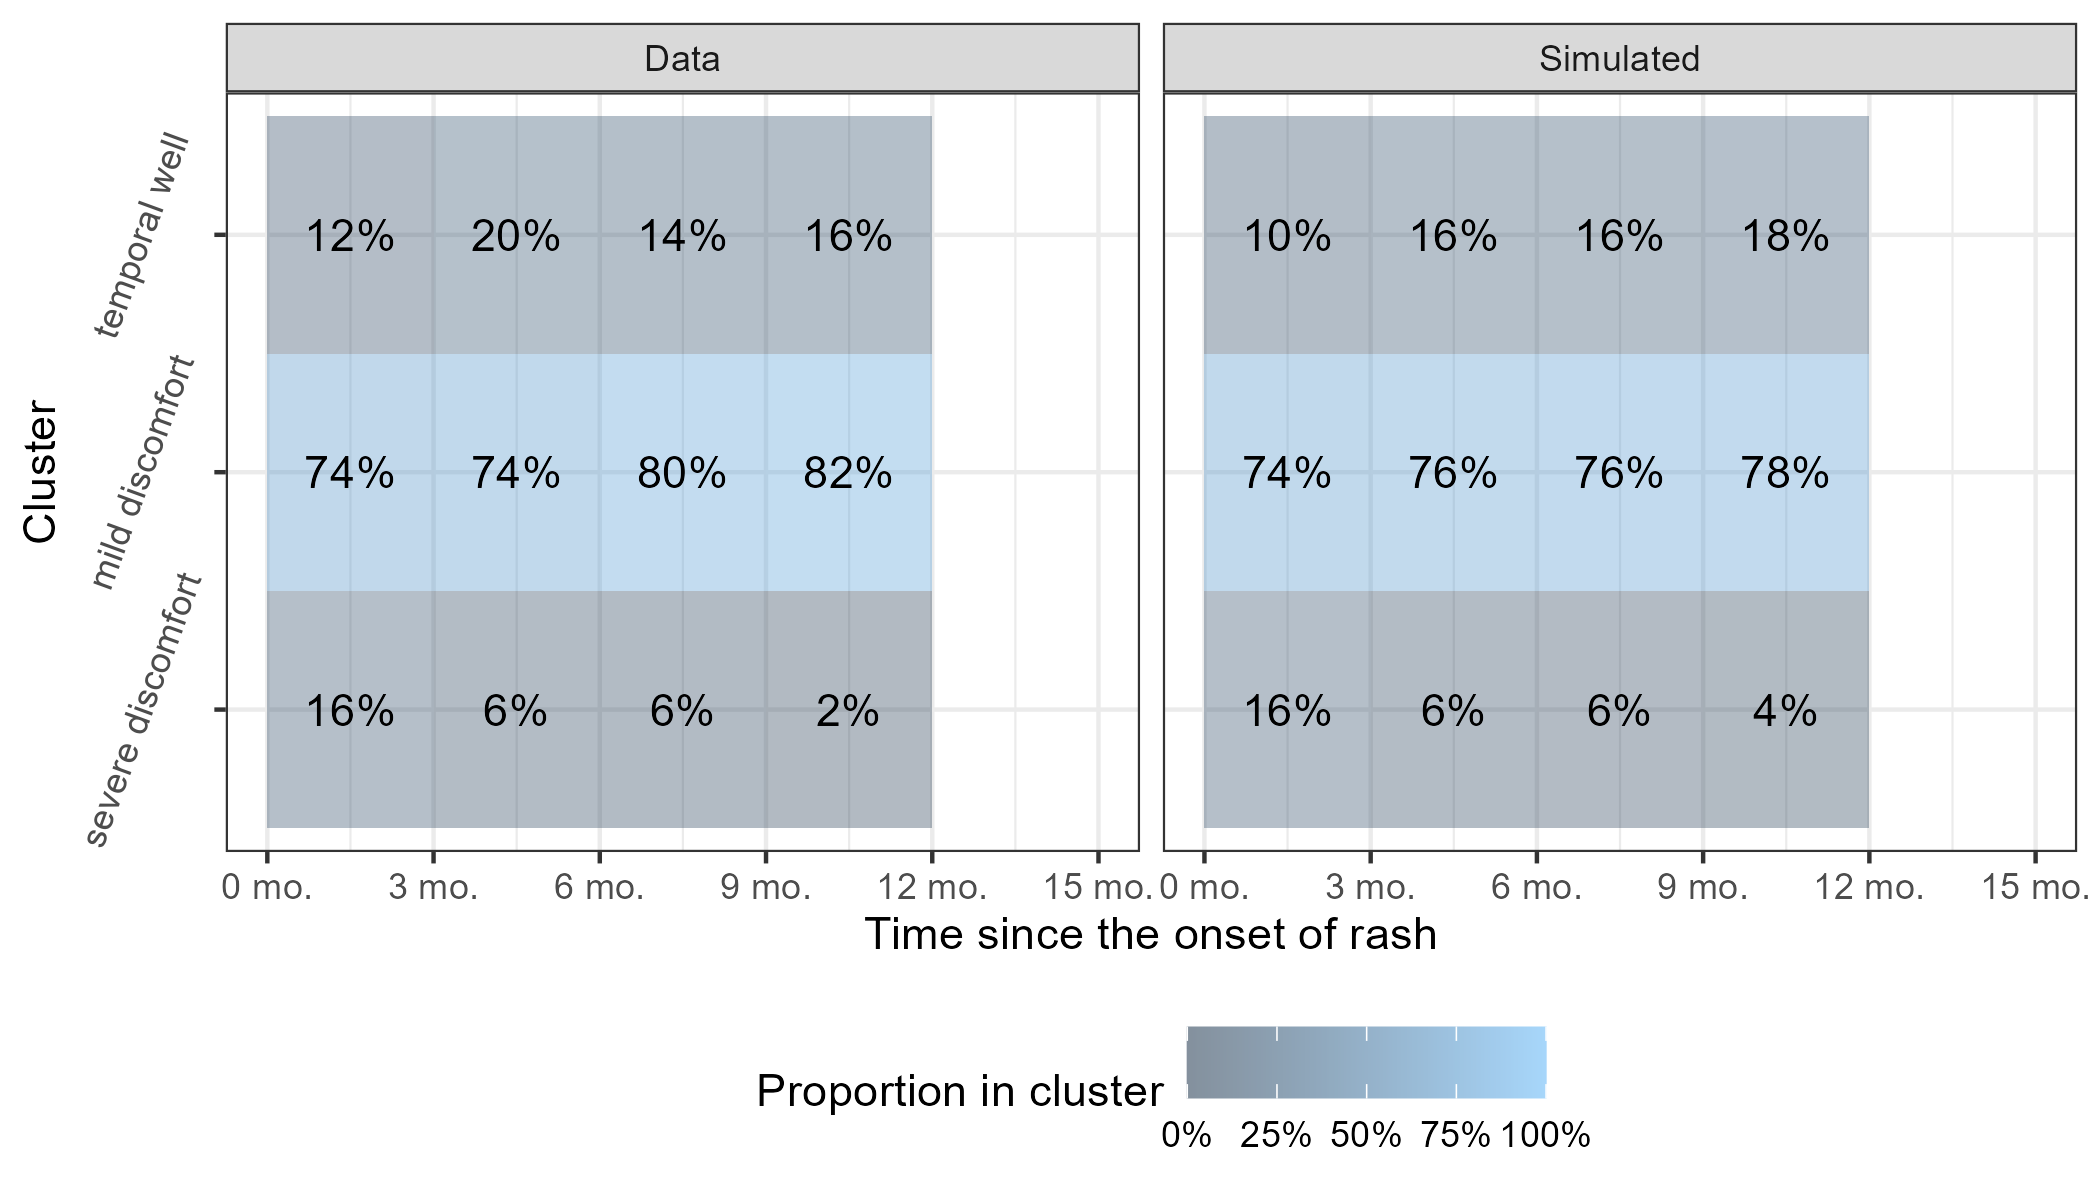 Data
Simulated
Cluster
temporal well
12% 20% 14% 16%
10% 16% 16% 18%
mild discomfort
74% 74% 80% 82%
74% 76% 76% 78%
severe discomfort
16% 6% 6% 2%
16% 6% 6% 4%
0 mo. 3 mo. 6 mo. 9 mo. 12 mo. 15 mo.
0 mo. 3 mo. 6 mo. 9 mo. 12 mo. 15 mo.
Time since the onset of rash
Proportion in cluster
0% 25% 50% 75% 100%